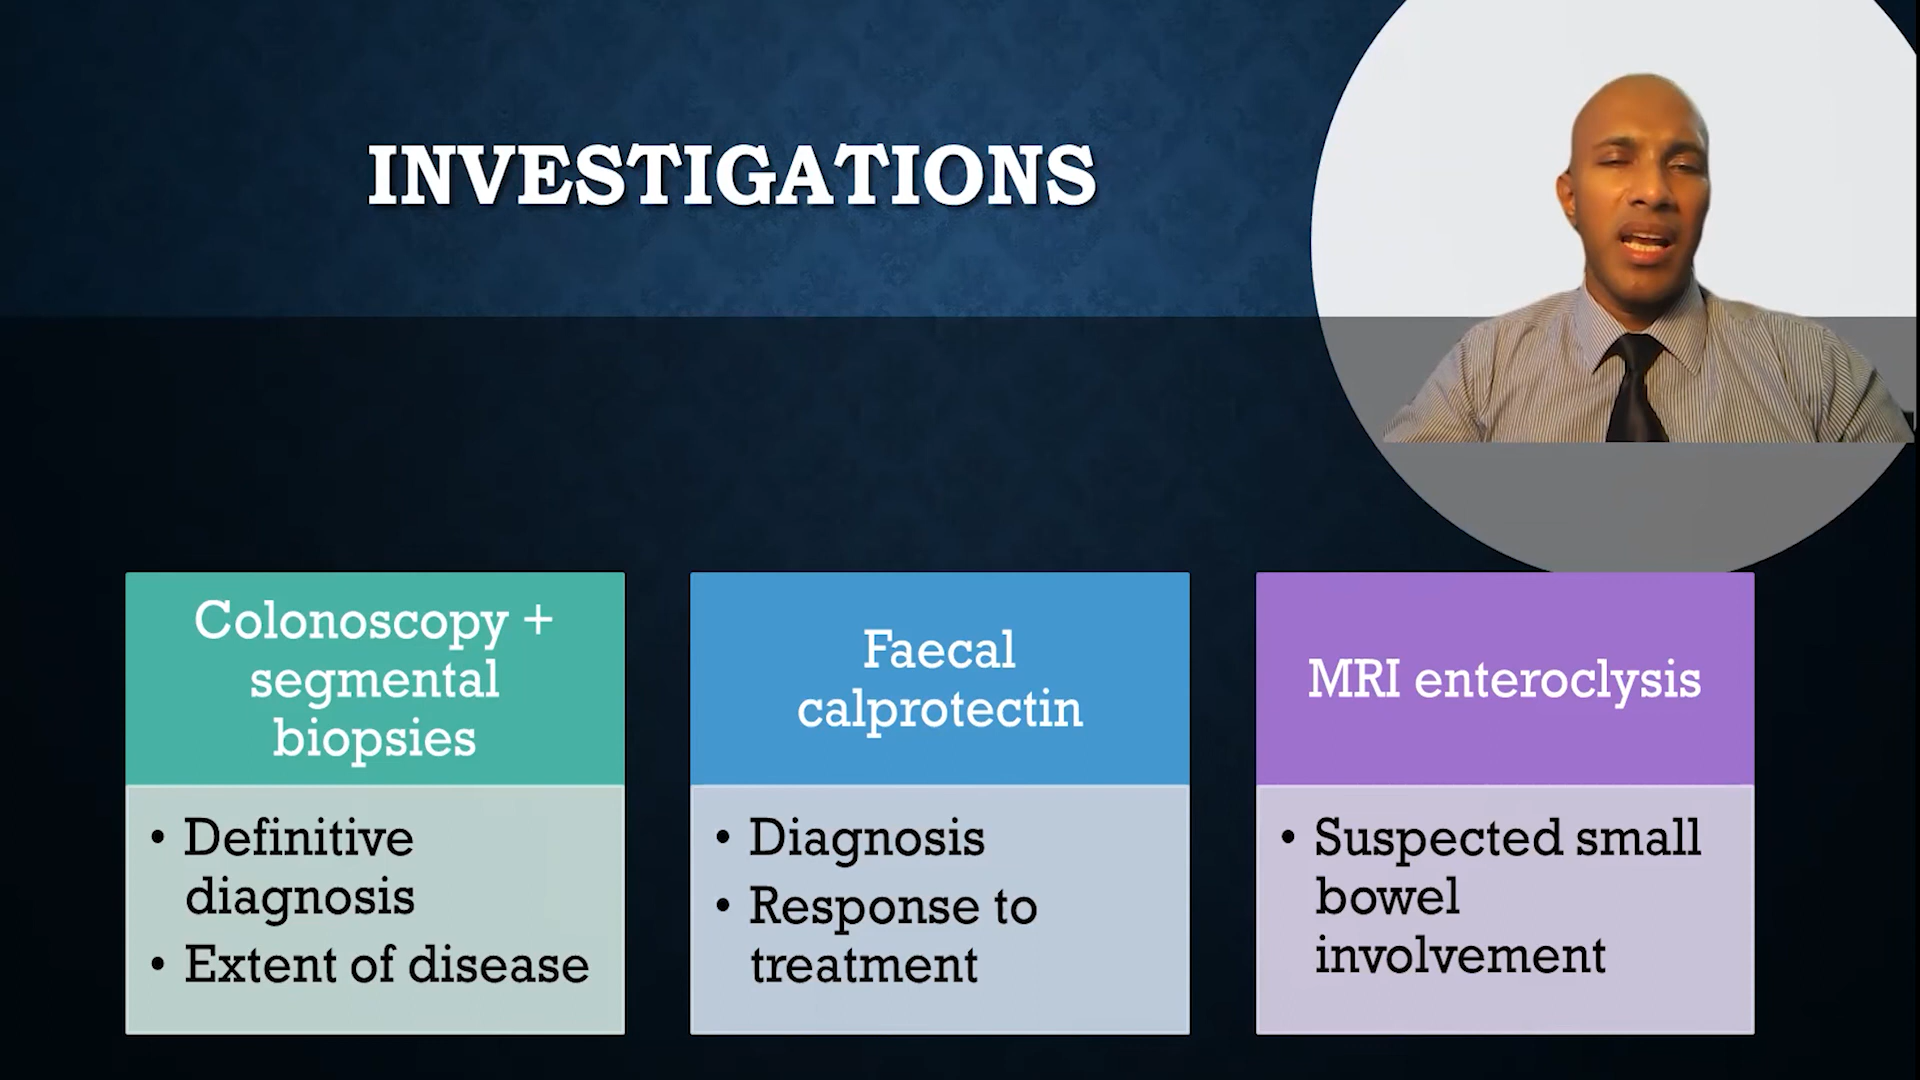 INVESTIGATIONS
Colonoscopy +
segmental
biopsies
• Definitive
diagnosis
• Extent of disease
Faecal
calprotectin
• Diagnosis
• Response to
treatment
MRI enteroclysis
• Suspected small
bowel
involvement